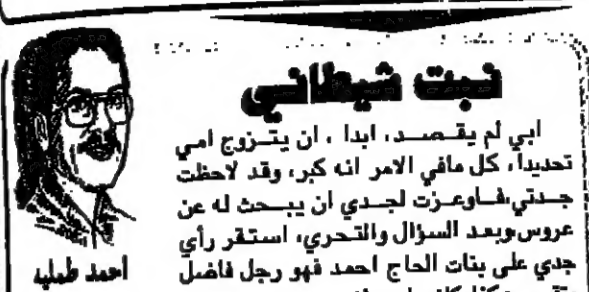 نبت شيطاني
ابي لم يقصد، ابدا، ان يتزوج امي
تحديدا، كل مافي الامر انه كبر، وقد لاحظت
جدتي،فاوعزت لجدي ان يبحث له عن
عروس،وبعد السؤال والتحري، استقر رأي
جدي على بنات الحاج احمد فهو رجل فاضل
احمد طمليه